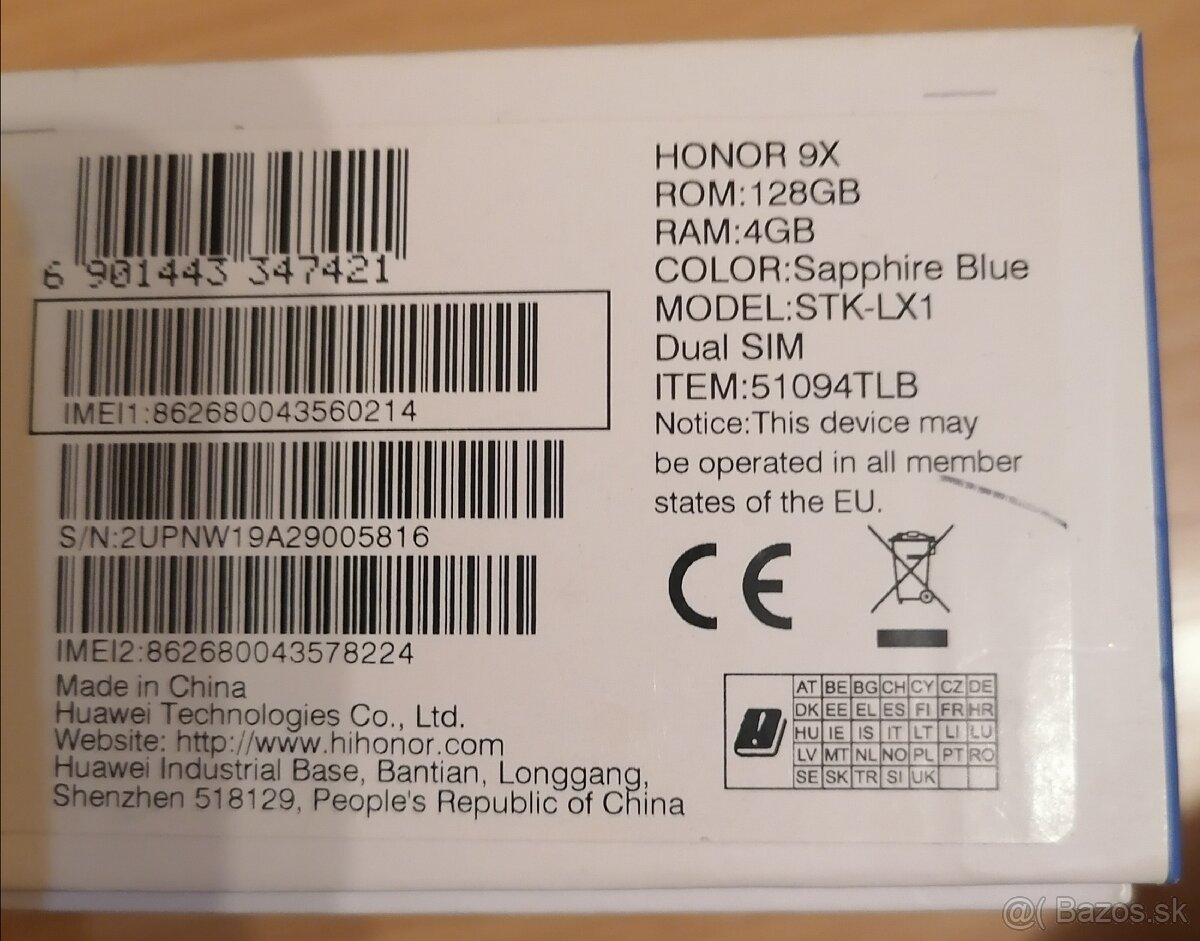 6 901443 347421
IMEI1:862680043560214
S/N:2UPNW19A29005816
IMEI2:862680043578224
Made in China
Huawei Technologies Co., Ltd.
Website: http://www.hihonor.com
Huawei Industrial Base, Bantian, Longgang,
Shenzhen 518129, People's Republic of China
HONOR 9X
ROM:128GB
RAM:4GB
COLOR:Sapphire Blue
MODEL:STK-LX1
Dual SIM
ITEM:51094TLB
Notice:This device may
be operated in all member
states of the EU.
CE
AT BE BG CH CY CZ DE
DK EE EL ES FI FR HR
HU IE IS IT LT LI LU
LV MT NL NO PL PT RO
SE SK TR SI UK
@( Bazos.sk